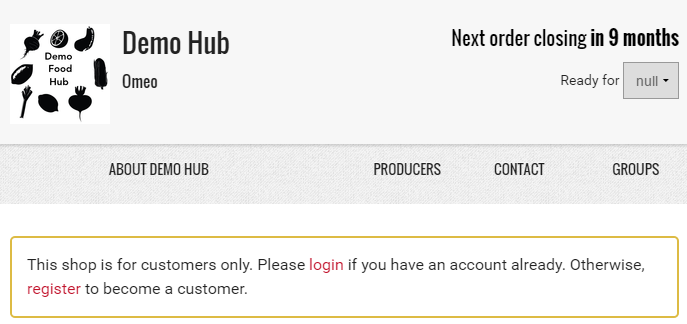 Demo
Food
Hub
Demo Hub
Omeo
Next order closing in 9 months
Ready for null
ABOUT DEMO HUB PRODUCERS CONTACT GROUPS
This shop is for customers only. Please login if you have an account already. Otherwise,
register to become a customer.